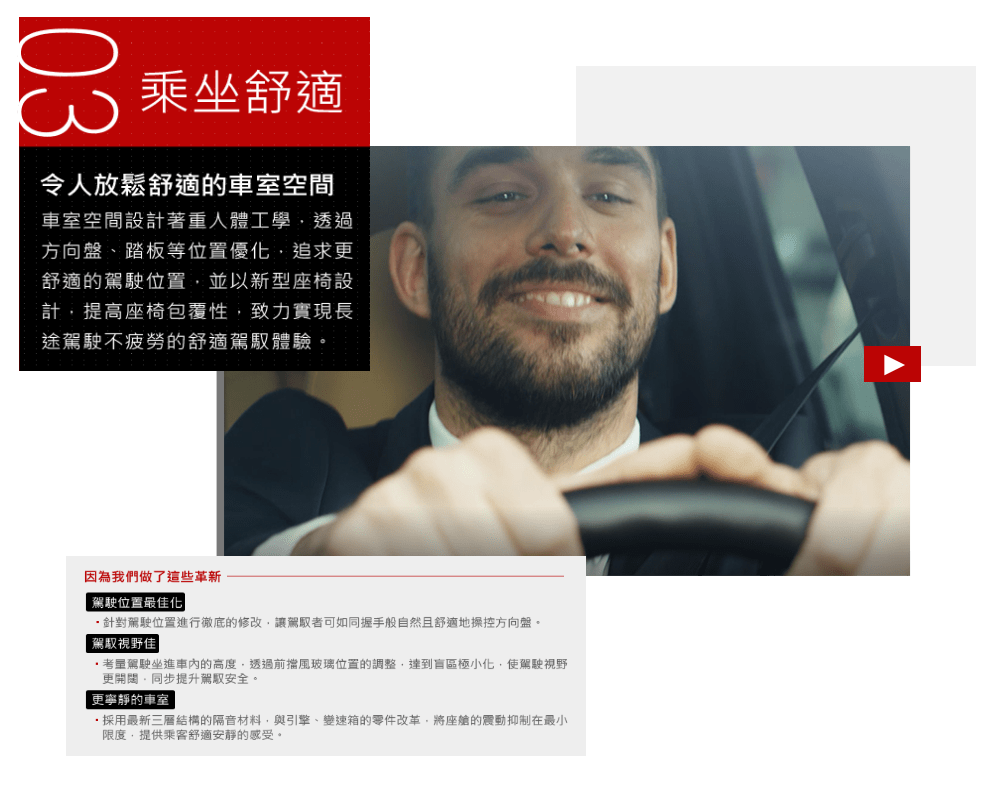 03
乘坐舒適
令人放鬆舒適的車室空間
車室空間設計著重人體工學，透過
方向盤、踏板等位置優化，追求更
舒適的駕駛位置，並以新型座椅設
計，提高座椅包覆性，致力實現長
途駕駛不疲勞的舒適駕馭體驗。
因為我們做了這些革新
駕駛位置最佳化
・針對駕駛位置進行徹底的修改，讓駕馭者可如同握手般自然且舒適地操控方向盤。
駕馭視野佳
・考量駕駛坐進車內的高度，透過前擋風玻璃位置的調整，達到盲區極小化，使駕駛視野
更開闊，同步提升駕馭安全。
更寧靜的車室
・採用最新三層結構的隔音材料，與引擎、變速箱的零件改革，將座艙的震動抑制在最小
限度，提供乘客舒適安靜的感受。